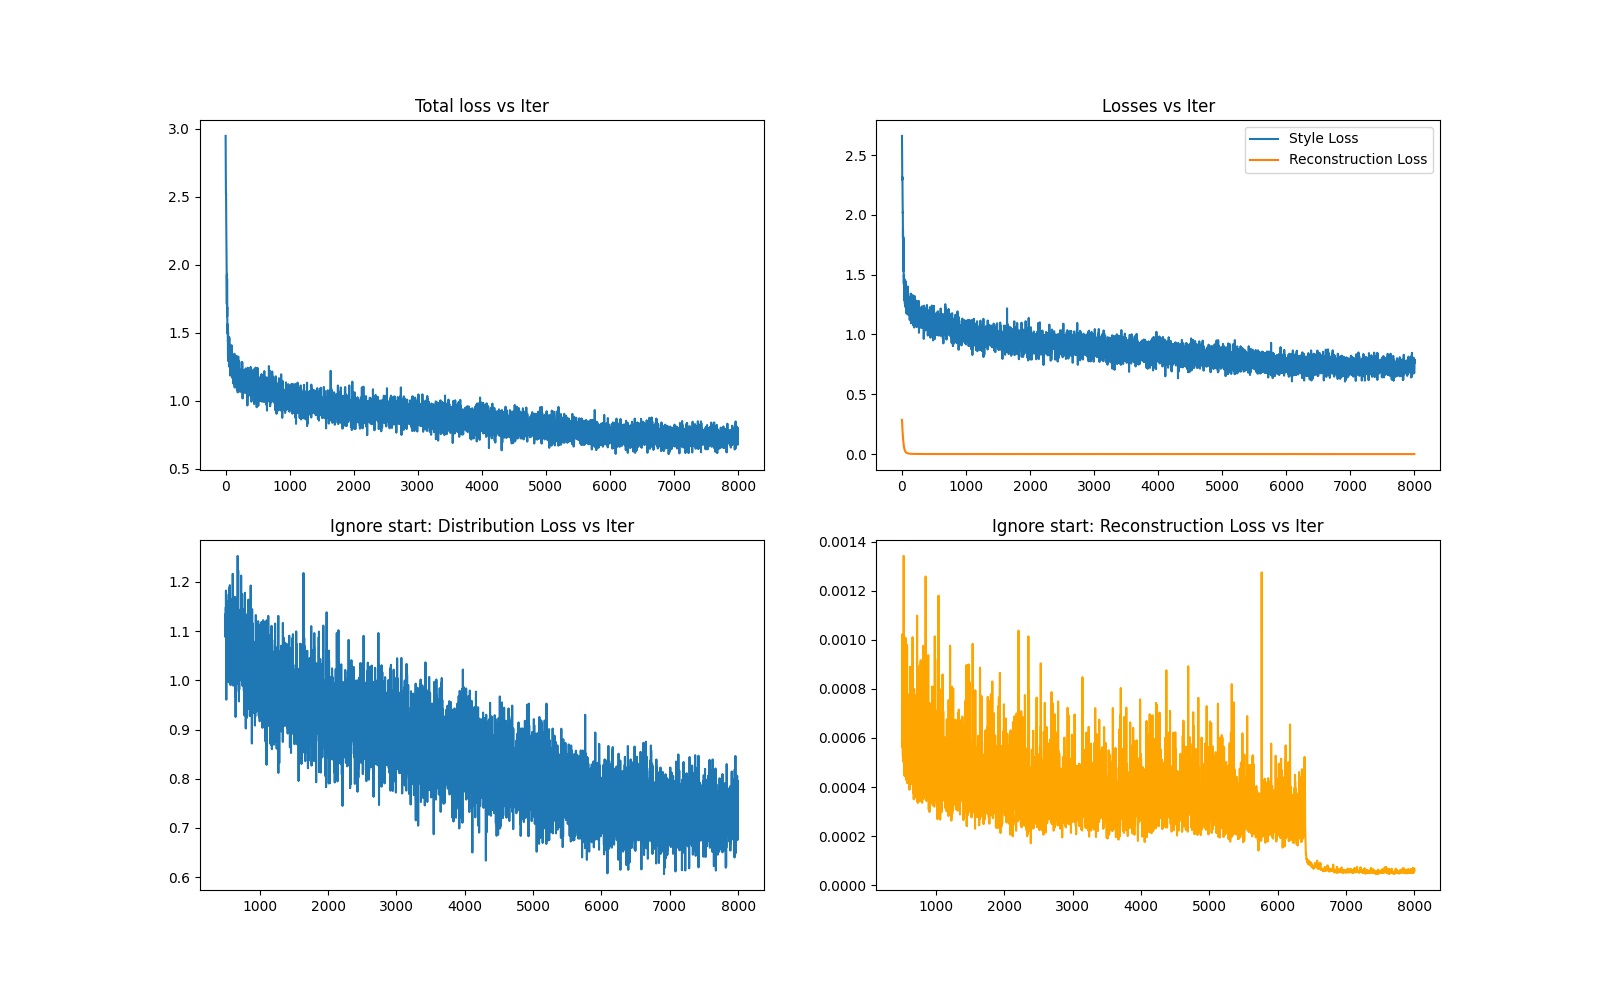 Total loss vs Iter
3.0
2.5
2.0
1.5
1.0
0.5
0 1000 2000 3000 4000 5000 6000 7000 8000
Losses vs Iter
Style Loss
Reconstruction Loss
2.5
2.0
1.5
1.0
0.5
0.0
0 1000 2000 3000 4000 5000 6000 7000 8000
Ignore start: Distribution Loss vs Iter
1.2
1.1
1.0
0.9
0.8
0.7
0.6
1000 2000 3000 4000 5000 6000 7000 8000
Ignore start: Reconstruction Loss vs Iter
0.0014
0.0012
0.0010
0.0008
0.0006
0.0004
0.0002
0.0000
1000 2000 3000 4000 5000 6000 7000 8000